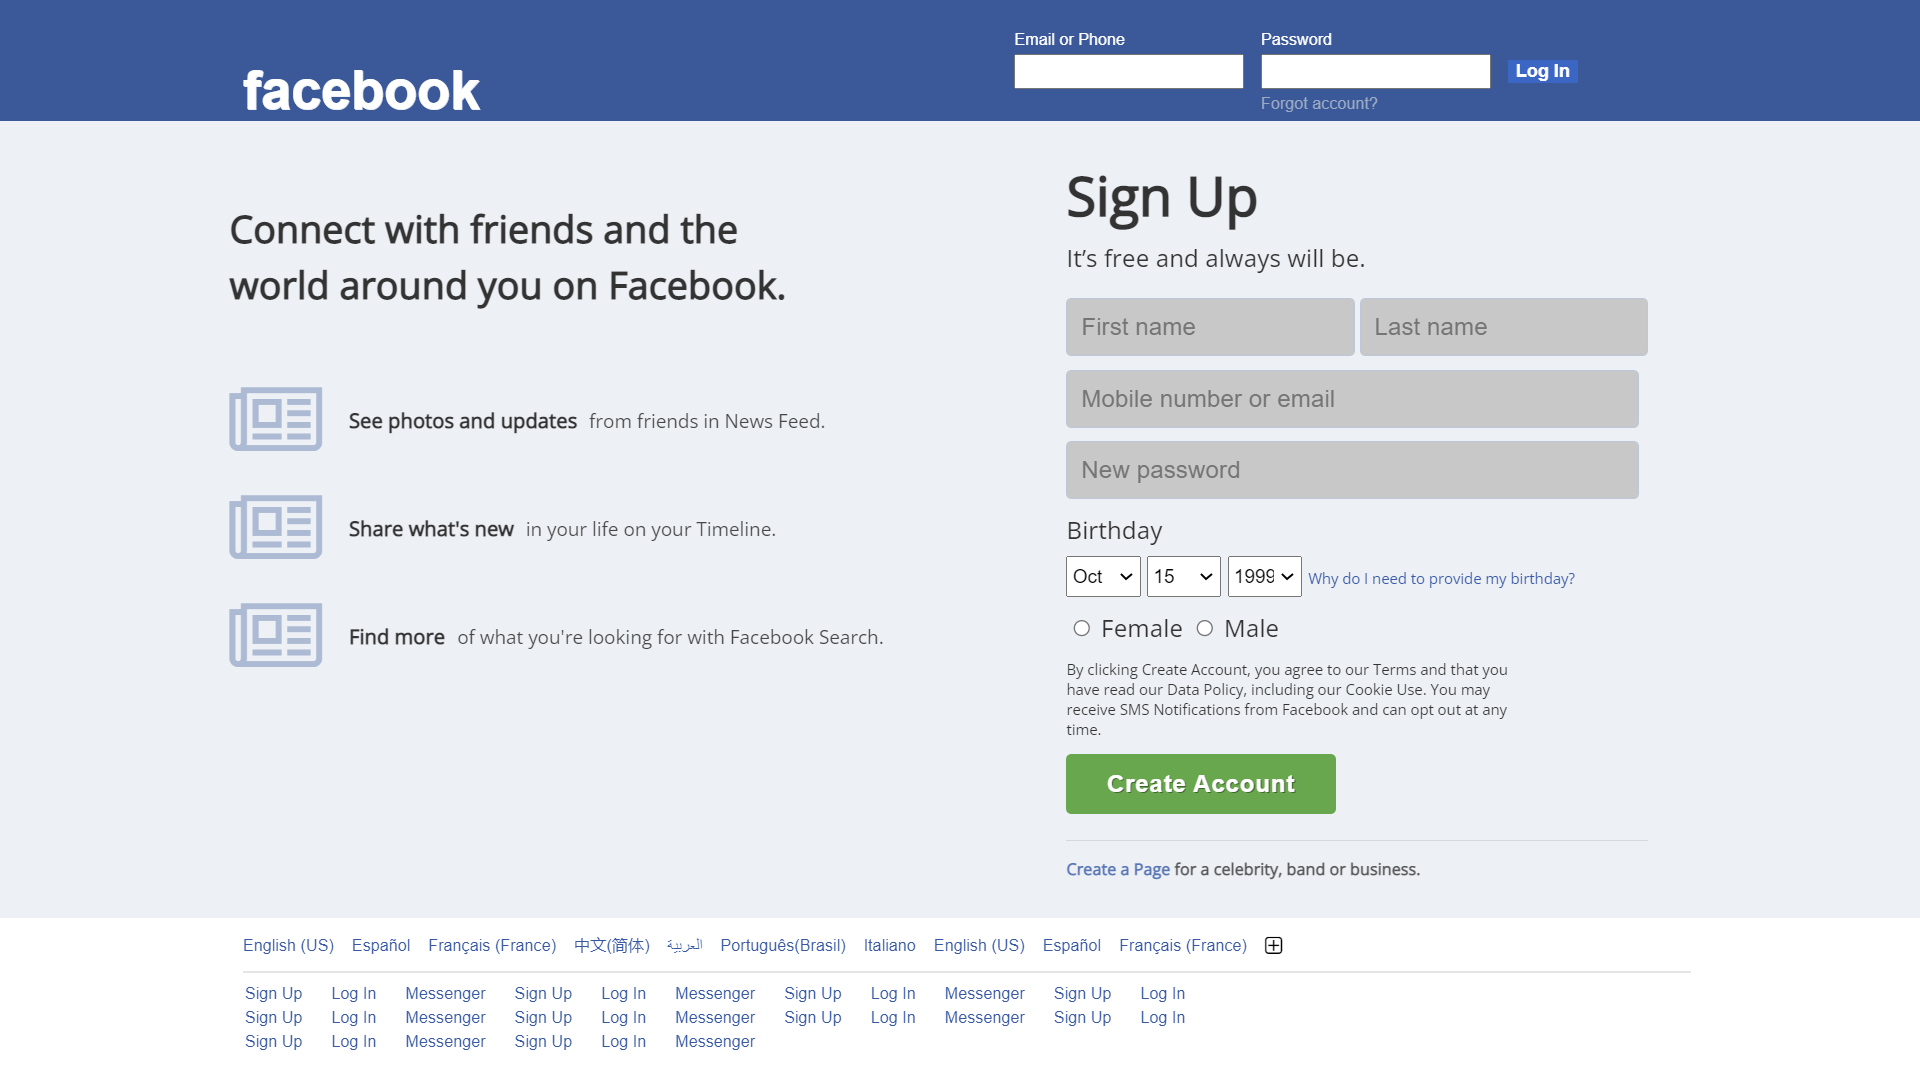 facebook
Email or Phone
Password
Log In
Forgot account?
Connect with friends and the
world around you on Facebook.
See photos and updates from friends in News Feed.
Share what's new in your life on your Timeline.
Find more of what you're looking for with Facebook Search.
Sign Up
It’s free and always will be.
First name Last name
Mobile number or email
New password
Birthday
Oct 15 1999 Why do I need to provide my birthday?
Female Male
By clicking Create Account, you agree to our Terms and that you
have read our Data Policy, including our Cookie Use. You may
receive SMS Notifications from Facebook and can opt out at any
time.
Create Account
Create a Page for a celebrity, band or business.
English (US) Español Français (France) 中文(简体) العربية Português(Brasil) Italiano English (US) Español Français (France)
Sign Up Log In Messenger Sign Up Log In Messenger Sign Up Log In Messenger Sign Up Log In
Sign Up Log In Messenger Sign Up Log In Messenger Sign Up Log In Messenger Sign Up Log In
Sign Up Log In Messenger Sign Up Log In Messenger